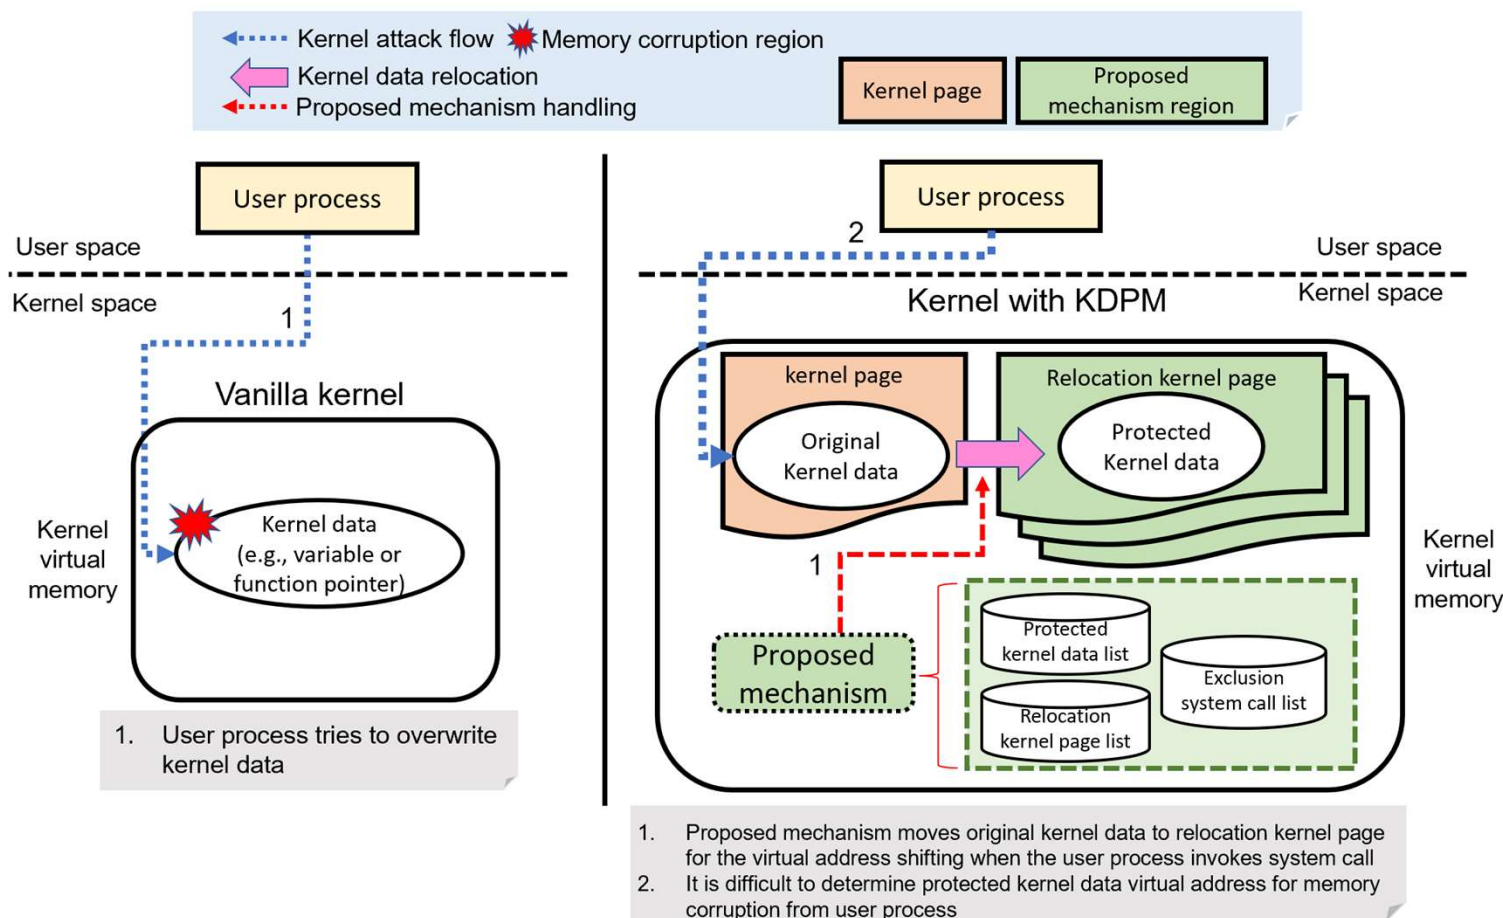 Kernel attack flow
Memory corruption region
Kernel data relocation
Proposed mechanism handling
Kernel page
Proposed
mechanism region
User process
User space
Kernel space
1
Vanilla kernel
Kernel data
(e.g., variable or
function pointer)
Kernel
virtual
memory
1. User process tries to overwrite
kernel data
User process
2
User space
Kernel space
Kernel with KDPM
kernel page
Original
Kernel data
Relocation kernel page
Protected
Kernel data
1
Proposed
mechanism
Protected
kernel data list
Relocation
kernel page list
Exclusion
system call list
Kernel
virtual
memory
1. Proposed mechanism moves original kernel data to relocation kernel page
for the virtual address shifting when the user process invokes system call
2. It is difficult to determine protected kernel data virtual address for memory
corruption from user process